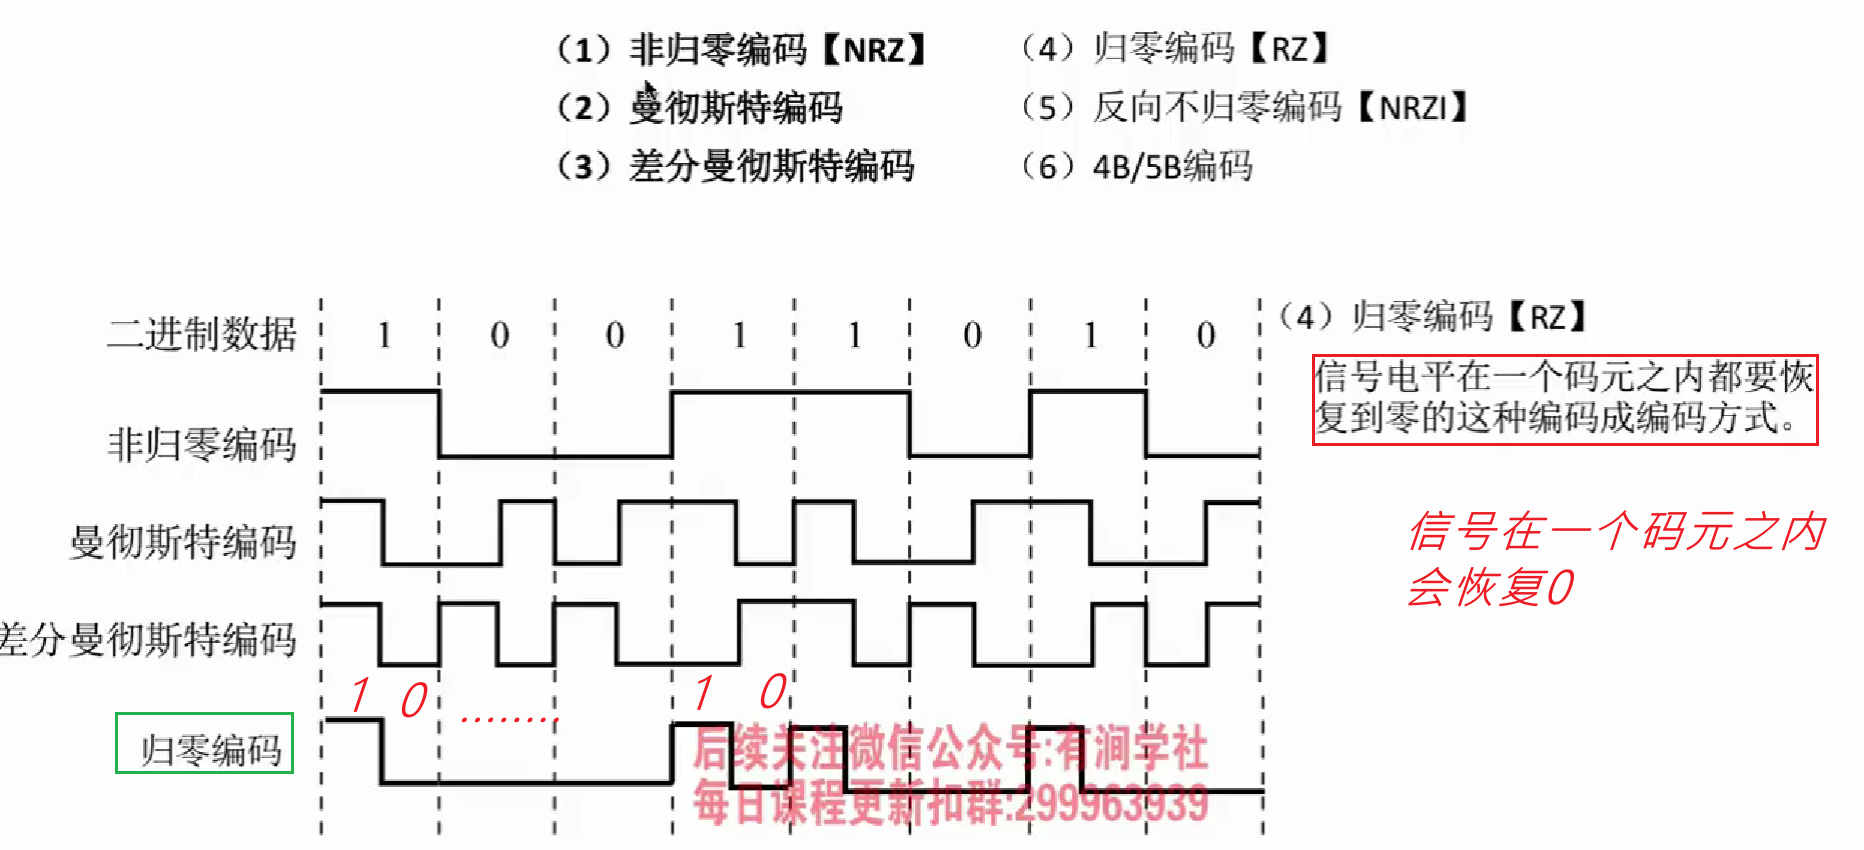 （1）非归零编码【NRZ】
（4）归零编码【RZ】
（2）曼彻斯特编码
（5）反向不归零编码【NRZI】
（3）差分曼彻斯特编码
（6）4B/5B编码
二进制数据 1 0 0 1 1 0 1 0
（4）归零编码【RZ】
信号电平在一个码元之内都要恢
复到零的这种编码成编码方式。
非归零编码
曼彻斯特编码
信号在一个码元之内
会恢复0
差分曼彻斯特编码
1 0 ........ 1 0
归零编码
后续关注微信公众号:有涧学社
每日课程更新扣群:299963939